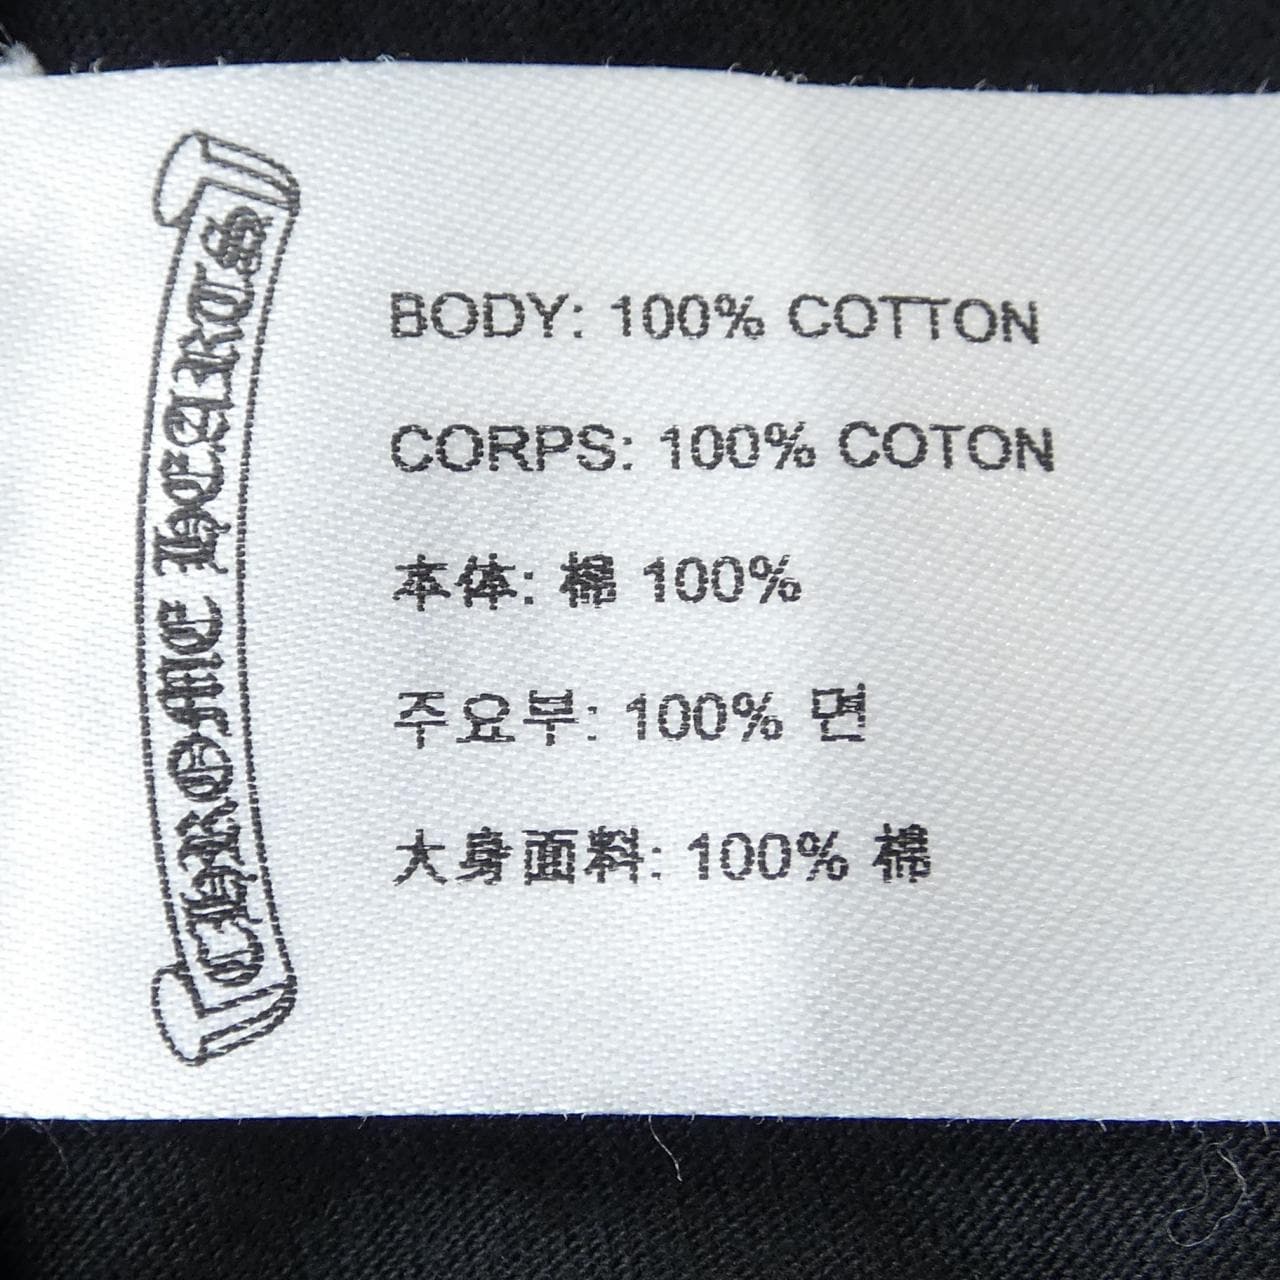 CHROME HEARTS
BODY: 100% COTTON
CORPS: 100% COTON
本体: 棉 100%
주요부: 100% 면
大身面料: 100% 棉